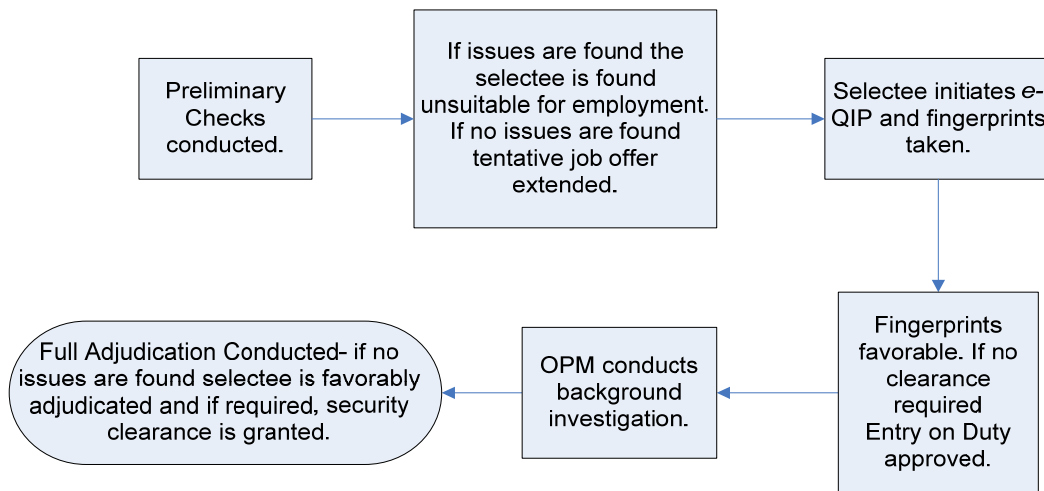 Preliminary
Checks
conducted.
If issues are found the
selectee is found
unsuitable for employment.
If no issues are found
tentative job offer
extended.
Selectee initiates e-
QIP and fingerprints
taken.
Fingerprints
favorable. If no
clearance
required
Entry on Duty
approved.
OPM conducts
background
investigation.
Full Adjudication Conducted- if no
issues are found selectee is favorably
adjudicated and if required, security
clearance is granted.